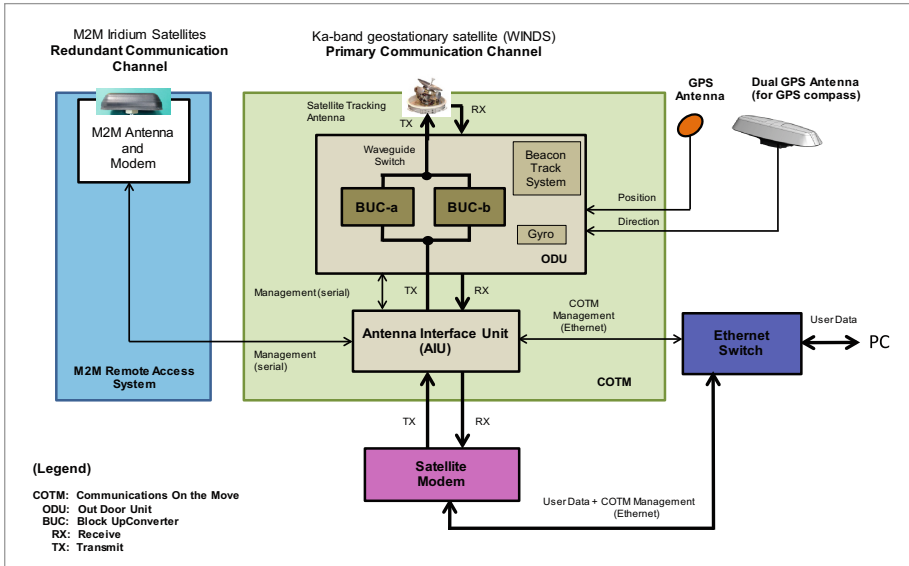 M2M Iridium Satellites
Redundant Communication
Channel
M2M Antenna
and
Modem
M2M Remote Access
System
Ka-band geostationary satellite (WINDS)
Primary Communication Channel
Satellite Tracking
Antenna
TX
RX
Waveguide
Switch
Beacon
Track
System
BUC-a
BUC-b
Gyro
ODU
GPS
Antenna
Dual GPS Antenna
(for GPS compass)
Position
Direction
Management (serial)
TX
RX
Antenna Interface Unit
(AIU)
Management
(serial)
COTM
Management
(Ethernet)
COTM
Ethernet
Switch
User Data
PC
TX
RX
Satellite
Modem
User Data + COTM Management
(Ethernet)
(Legend)
COTM: Communications On the Move
ODU: Out Door Unit
BUC: Block UpConverter
RX: Receive
TX: Transmit